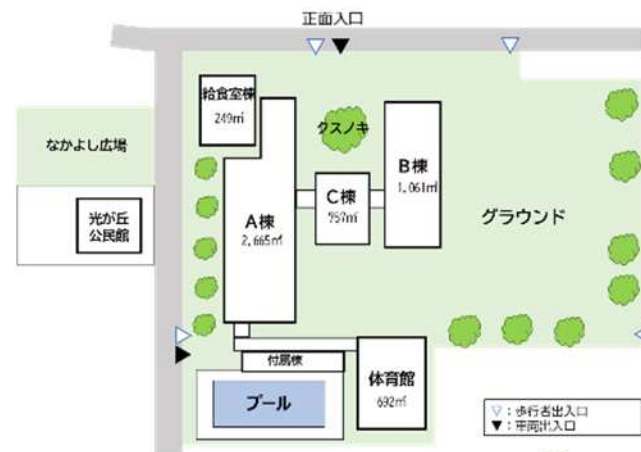 正面入口
給食室棟
249㎡
クスノキ
なかよし広場
B棟
1,061㎡
C棟
957㎡
光が丘
公民館
A棟
2,665㎡
グラウンド
付属棟
体育館
692㎡
プール
▽：歩行者出入口
▼：車両出入口